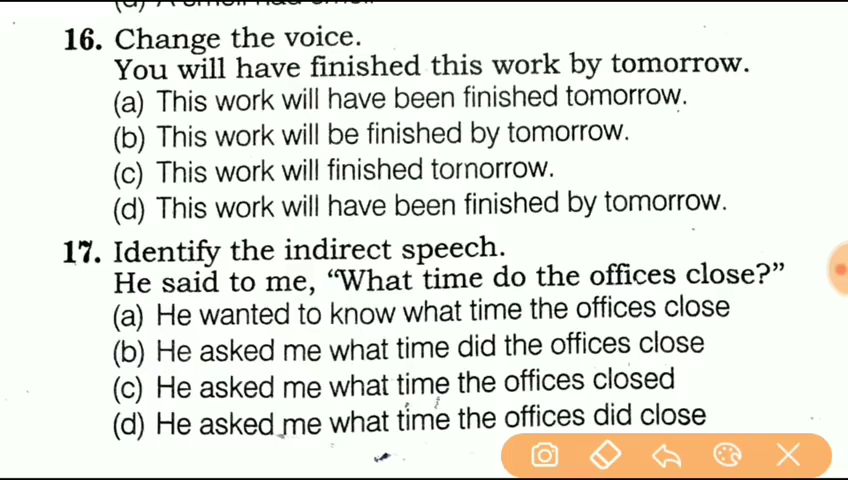 16. Change the voice.
You will have finished this work by tomorrow.
(a) This work will have been finished tomorrow.
(b) This work will be finished by tomorrow.
(c) This work will finished tornorrow.
(d) This work will have been finished by tomorrow.
17. Identify the indirect speech.
He said to me, “What time do the offices close?”
(a) He wanted to know what time the offices close
(b) He asked me what time did the offices close
(c) He asked me what time the offices closed
(d) He asked me what time the offices did close